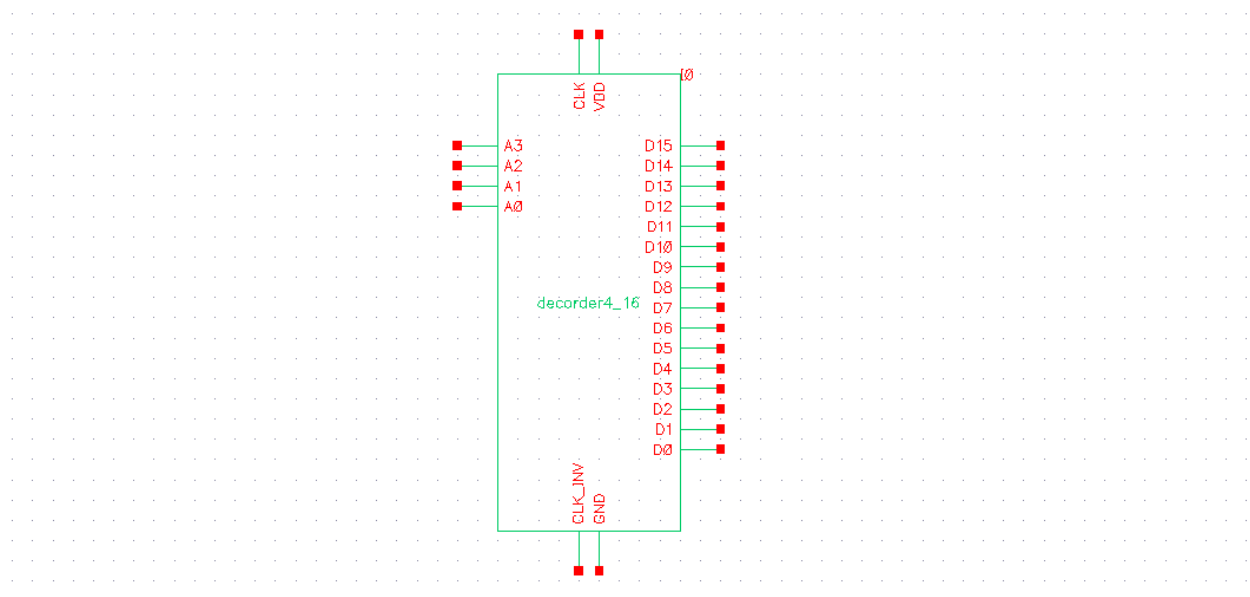 CLK
VDD
I0
A3
A2
A1
A0
D15
D14
D13
D12
D11
D10
D9
D8
D7
D6
D5
D4
D3
D2
D1
D0
decorder4_16
CLK_INV
GND